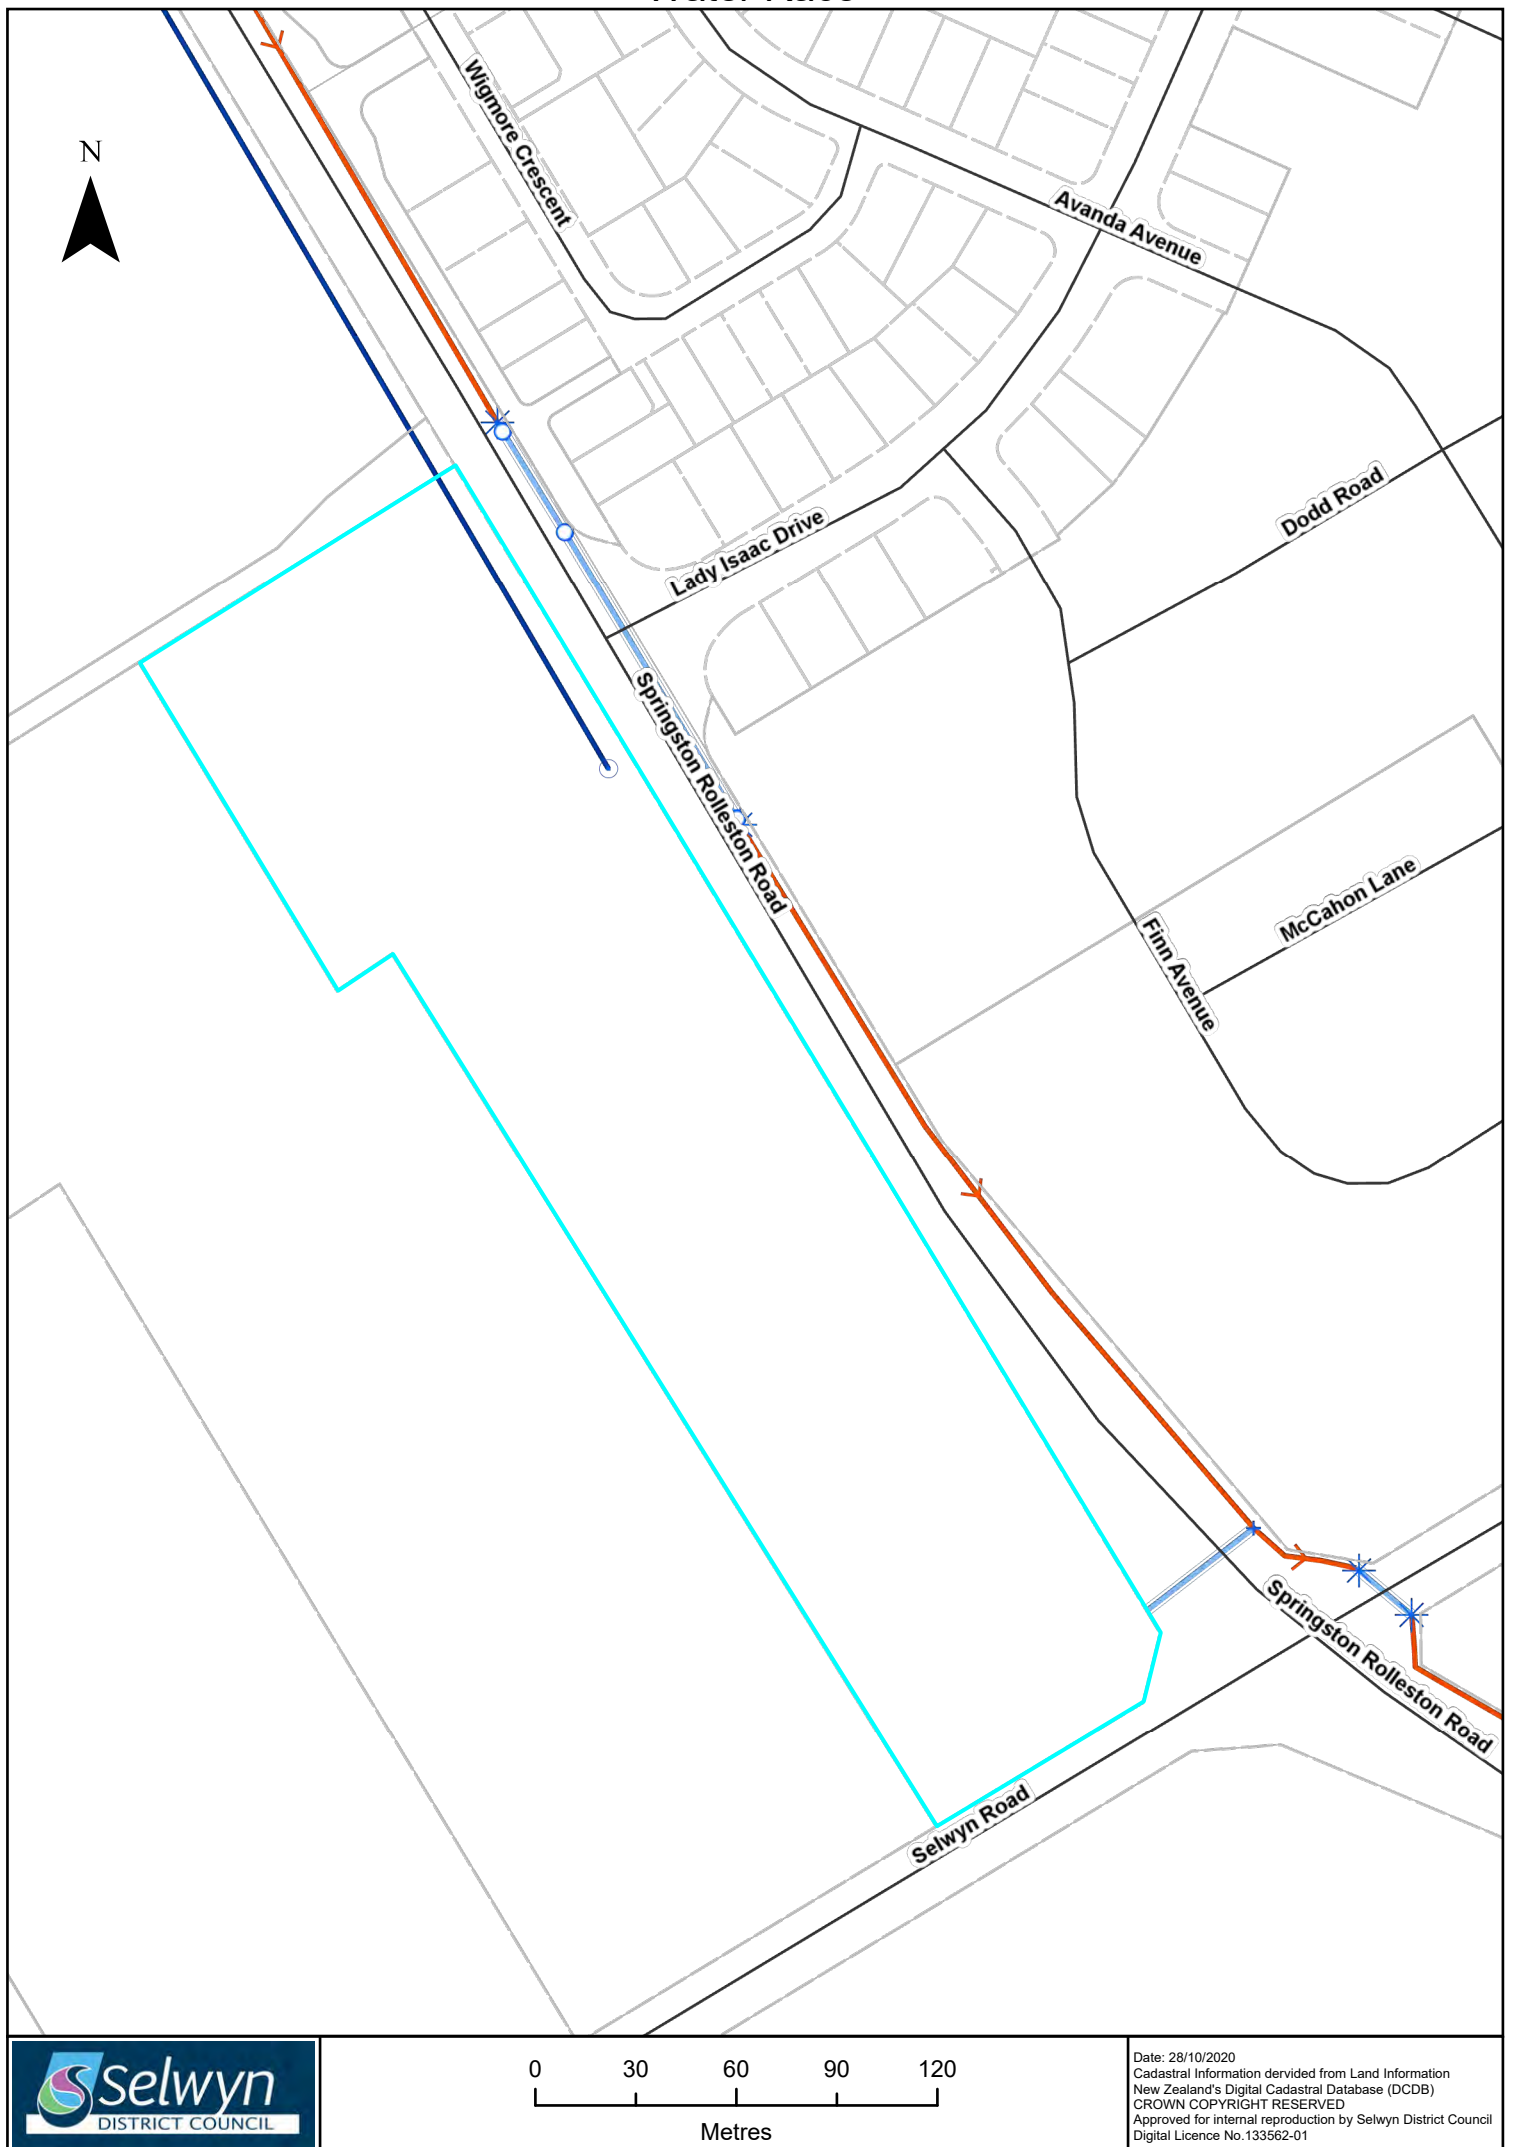 N
Wigmore Crescent
Avanda Avenue
Dodd Road
Lady Isaac Drive
Springston Rolleston Road
McCahon Lane
Finn Avenue
Springston Rolleston Road
Selwyn Road
Selwyn
DISTRICT COUNCIL
0 30 60 90 120
Metres
Date: 28/10/2020
Cadastral Information dervided from Land Information
New Zealand's Digital Cadastral Database (DCDB)
CROWN COPYRIGHT RESERVED
Approved for internal reproduction by Selwyn District Council
Digital Licence No.133562-01